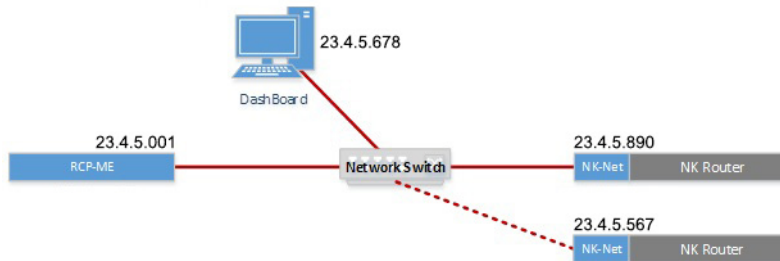 23.4.5.678
DashBoard
23.4.5.001
RCP-ME
Network Switch
23.4.5.890
NK-Net NK Router
23.4.5.567
NK-Net NK Router